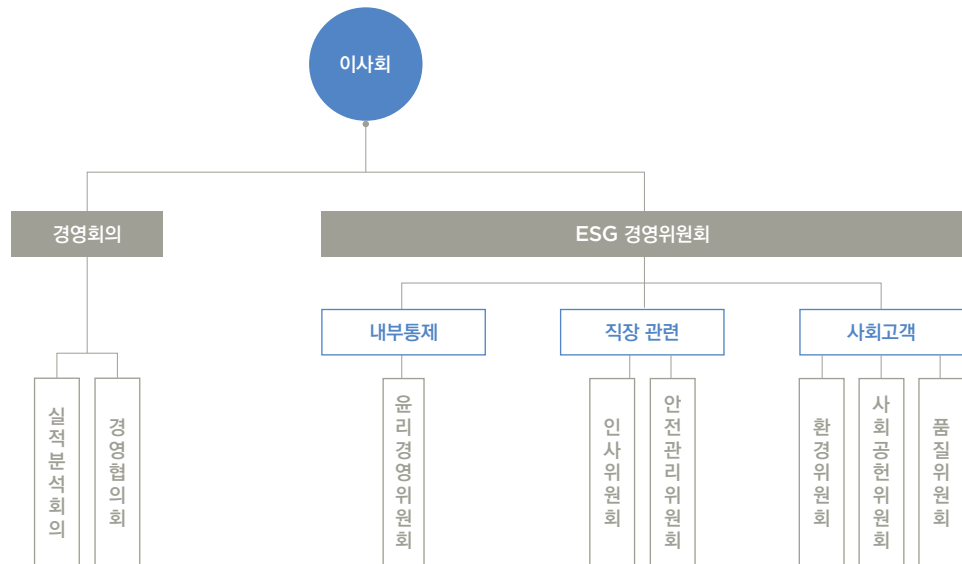 이사회
경영회의
ESG 경영위원회
내부통제
직장 관련
사회고객
실적분석회의
경영협의회
윤리경영위원회
인사위원회
안전관리위원회
환경위원회
사회공헌위원회
품질위원회